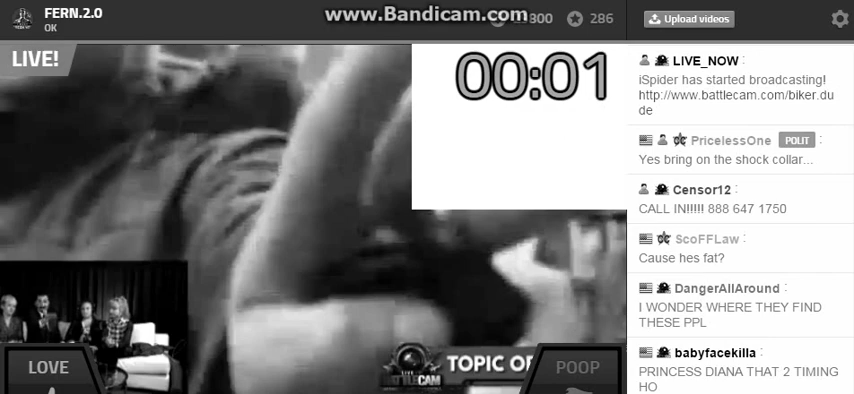 FERN.2.0
OK
www.Bandicam.com
800
286
Upload videos
LIVE!
00:01
LIVE_NOW :
iSpider has started broadcasting!
http://www.battlecam.com/biker.du
de
PricelessOne POLIT :
Yes bring on the shock collar...
Censor12 :
CALL IN!!!!! 888 647 1750
ScoFFLaw :
Cause hes fat?
DangerAllAround :
I WONDER WHERE THEY FIND
THESE PPL
babyfacekilla :
PRINCESS DIANA THAT 2 TIMING
HO
LOVE
LIVE
BATTLECAM
TOPIC OF
POOP